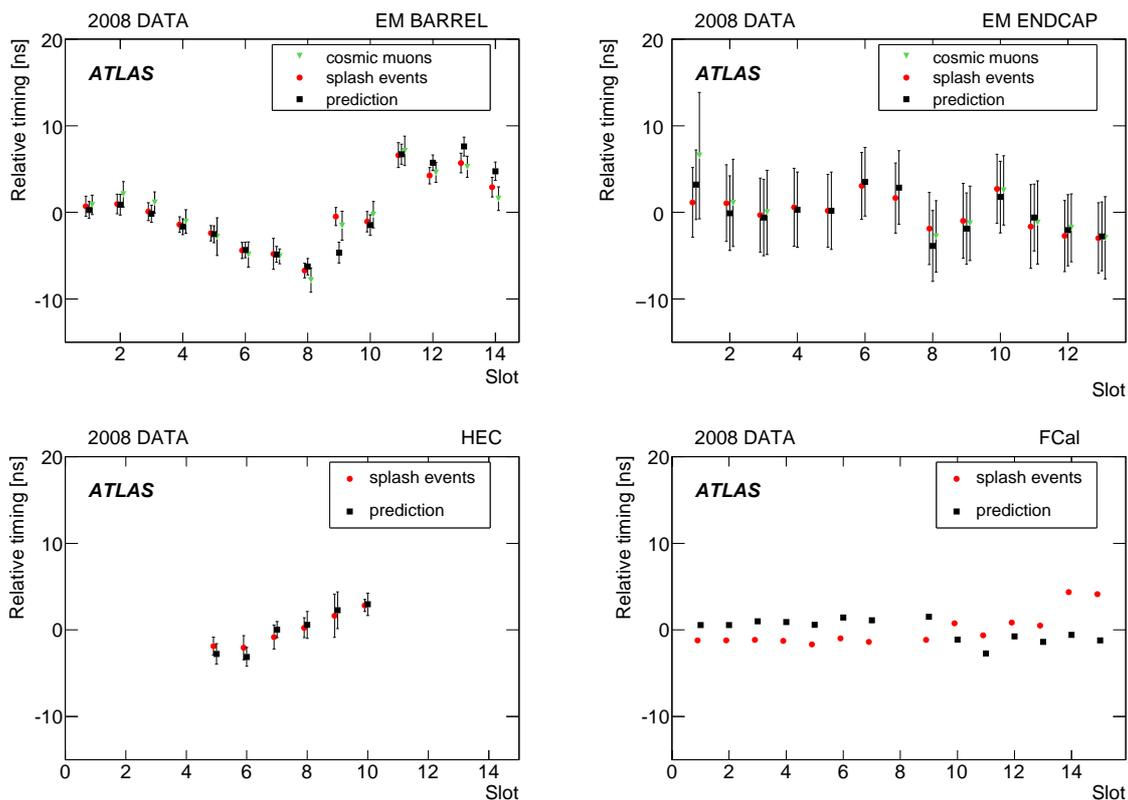 2008 DATA EM BARREL
Relative timing [ns]
20
10
0
-10
ATLAS
cosmic muons
splash events
prediction
2 4 6 8 10 12 14
Slot
2008 DATA EM ENDCAP
Relative timing [ns]
20
10
0
−10
ATLAS
cosmic muons
splash events
prediction
2 4 6 8 10 12
Slot
2008 DATA HEC
Relative timing [ns]
20
10
0
-10
ATLAS
splash events
prediction
0 2 4 6 8 10 12 14
Slot
2008 DATA FCal
Relative timing [ns]
20
10
0
-10
ATLAS
splash events
prediction
0 2 4 6 8 10 12 14
Slot